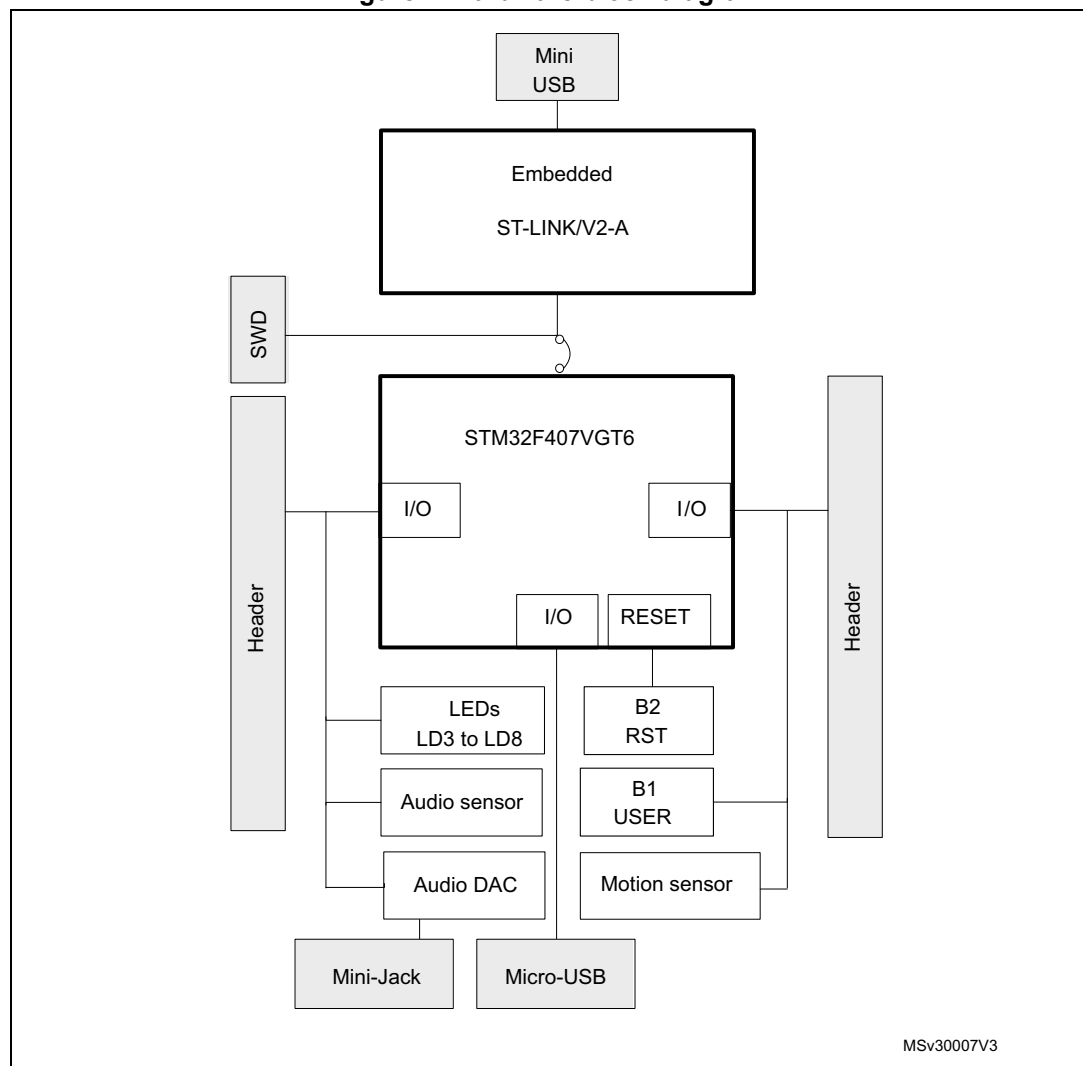 Mini
USB
Embedded
ST-LINK/V2-A
SWD
STM32F407VGT6
I/O
I/O
Header
Header
I/O
RESET
LEDs
LD3 to LD8
B2
RST
Audio sensor
B1
USER
Audio DAC
Motion sensor
Mini-Jack
Micro-USB
MSv30007V3